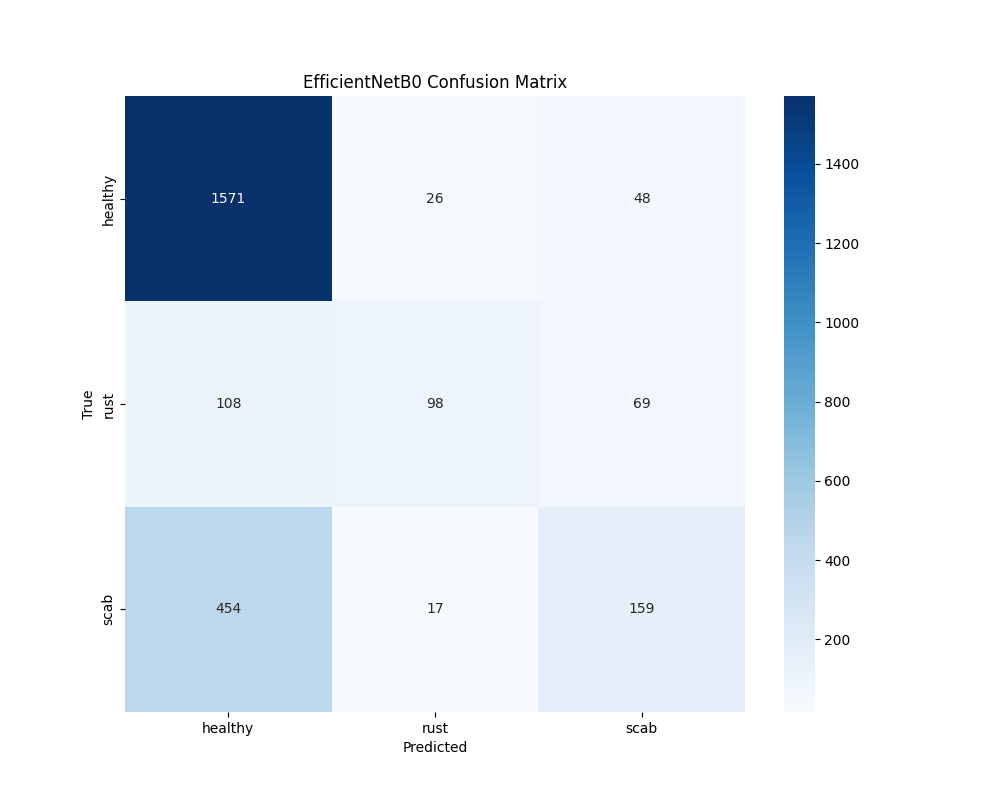 EfficientNetB0 Confusion Matrix
healthy 1571 26 48
rust 108 98 69
scab 454 17 159
True
healthy rust scab
Predicted
1400
1200
1000
800
600
400
200